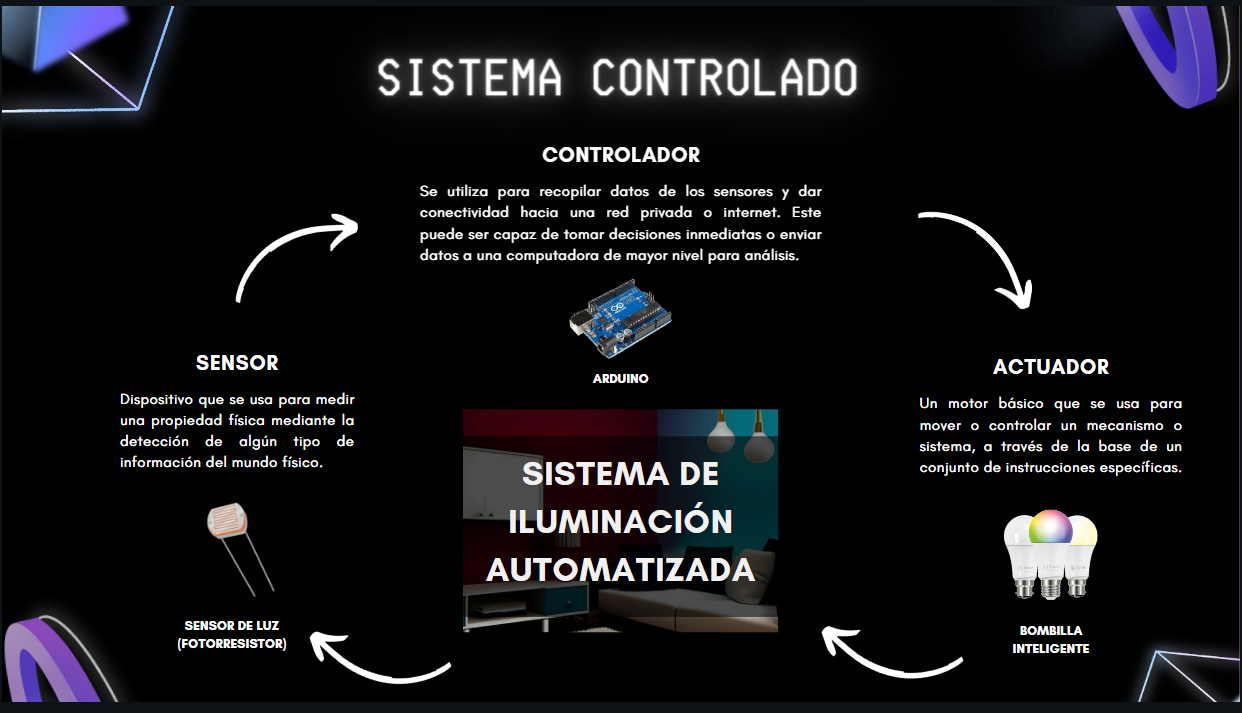 SISTEMA CONTROLADO
CONTROLADOR
Se utiliza para recopilar datos de los sensores y dar
conectividad hacia una red privada o internet. Este
puede ser capaz de tomar decisiones inmediatas o enviar
datos a una computadora de mayor nivel para análisis.
ARDUINO
SENSOR
Dispositivo que se usa para medir
una propiedad física mediante la
detección de algún tipo de
información del mundo físico.
SENSOR DE LUZ
(FOTORRESISTOR)
SISTEMA DE
ILUMINACIÓN
AUTOMATIZADA
ACTUADOR
Un motor básico que se usa para
mover o controlar un mecanismo o
sistema, a través de la base de un
conjunto de instrucciones específicas.
BOMBILLA
INTELIGENTE